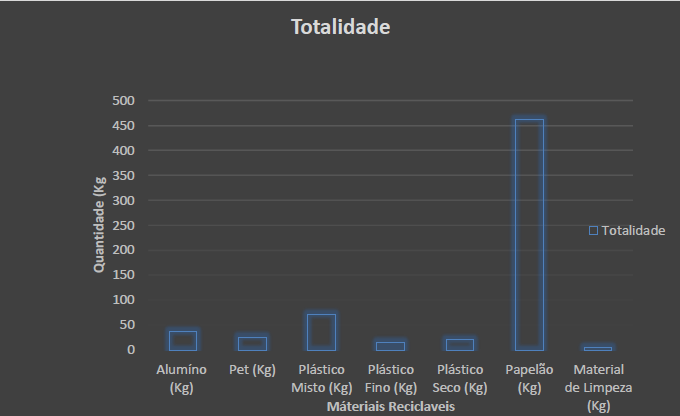 Totalidade
500
450
400
350
300
250
200
150
100
50
0
Quantidade (Kg
Totalidade
Alumíno
(Kg)
Pet (Kg)
Plástico
Misto (Kg)
Plástico
Fino (Kg)
Plástico
Seco (Kg)
Papelão
(Kg)
Material
de Limpeza
(Kg)
Máteriais Reciclaveis